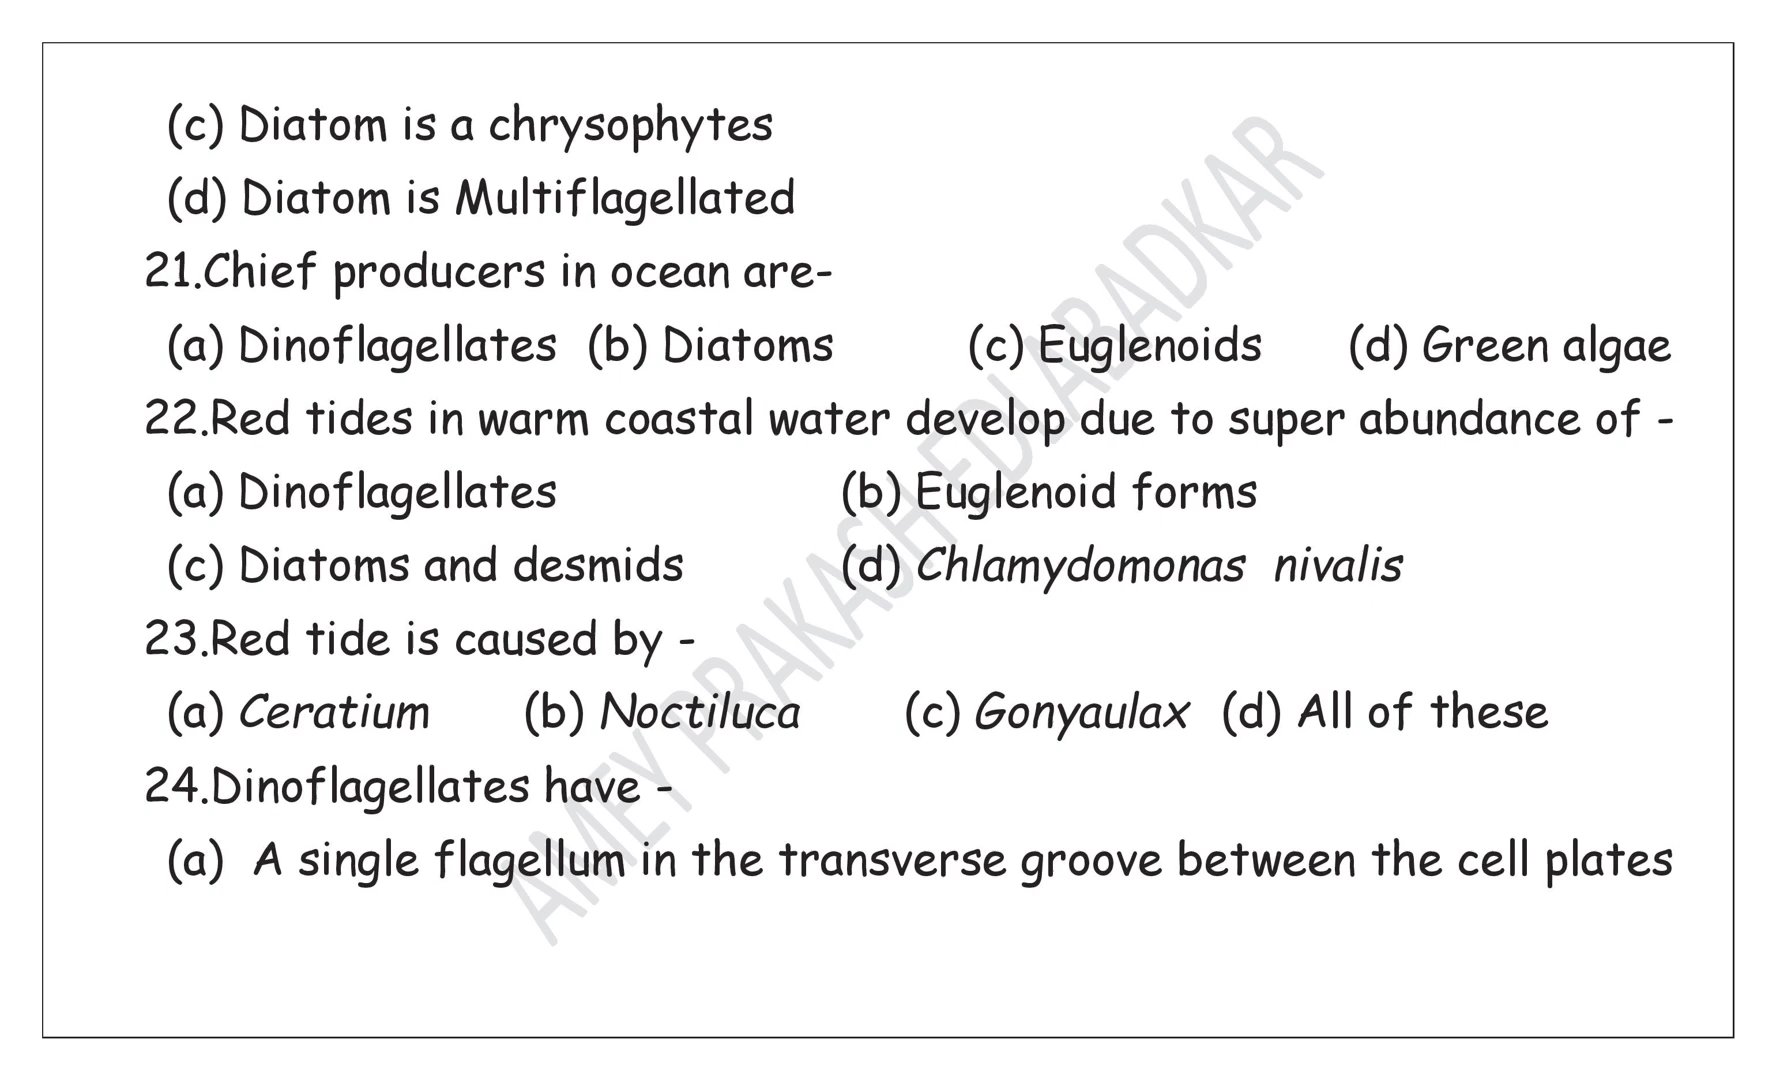 (c) Diatom is a chrysophytes
(d) Diatom is Multiflagellated
21.Chief producers in ocean are-
(a) Dinoflagellates (b) Diatoms (c) Euglenoids (d) Green algae
22.Red tides in warm coastal water develop due to super abundance of -
(a) Dinoflagellates (b) Euglenoid forms
(c) Diatoms and desmids (d) Chlamydomonas nivalis
23.Red tide is caused by -
(a) Ceratium (b) Noctiluca (c) Gonyaulax (d) All of these
24.Dinoflagellates have -
(a) A single flagellum in the transverse groove between the cell plates
AMEY PRAKASH EDLABADKAR